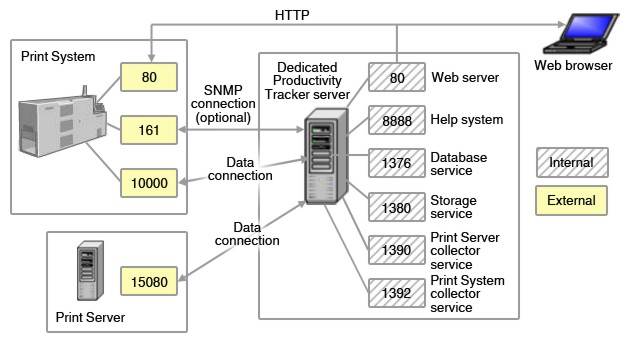 HTTP
Print System
80
161
10000
SNMP
connection
(optional)
Data
connection
Data
connection
15080
Print Server
Dedicated
Productivity
Tracker server
80
Web server
8888
Help system
1376
Database
service
1380
Storage
service
1390
Print Server
collector
service
1392
Print System
collector
service
Web browser
Internal
External